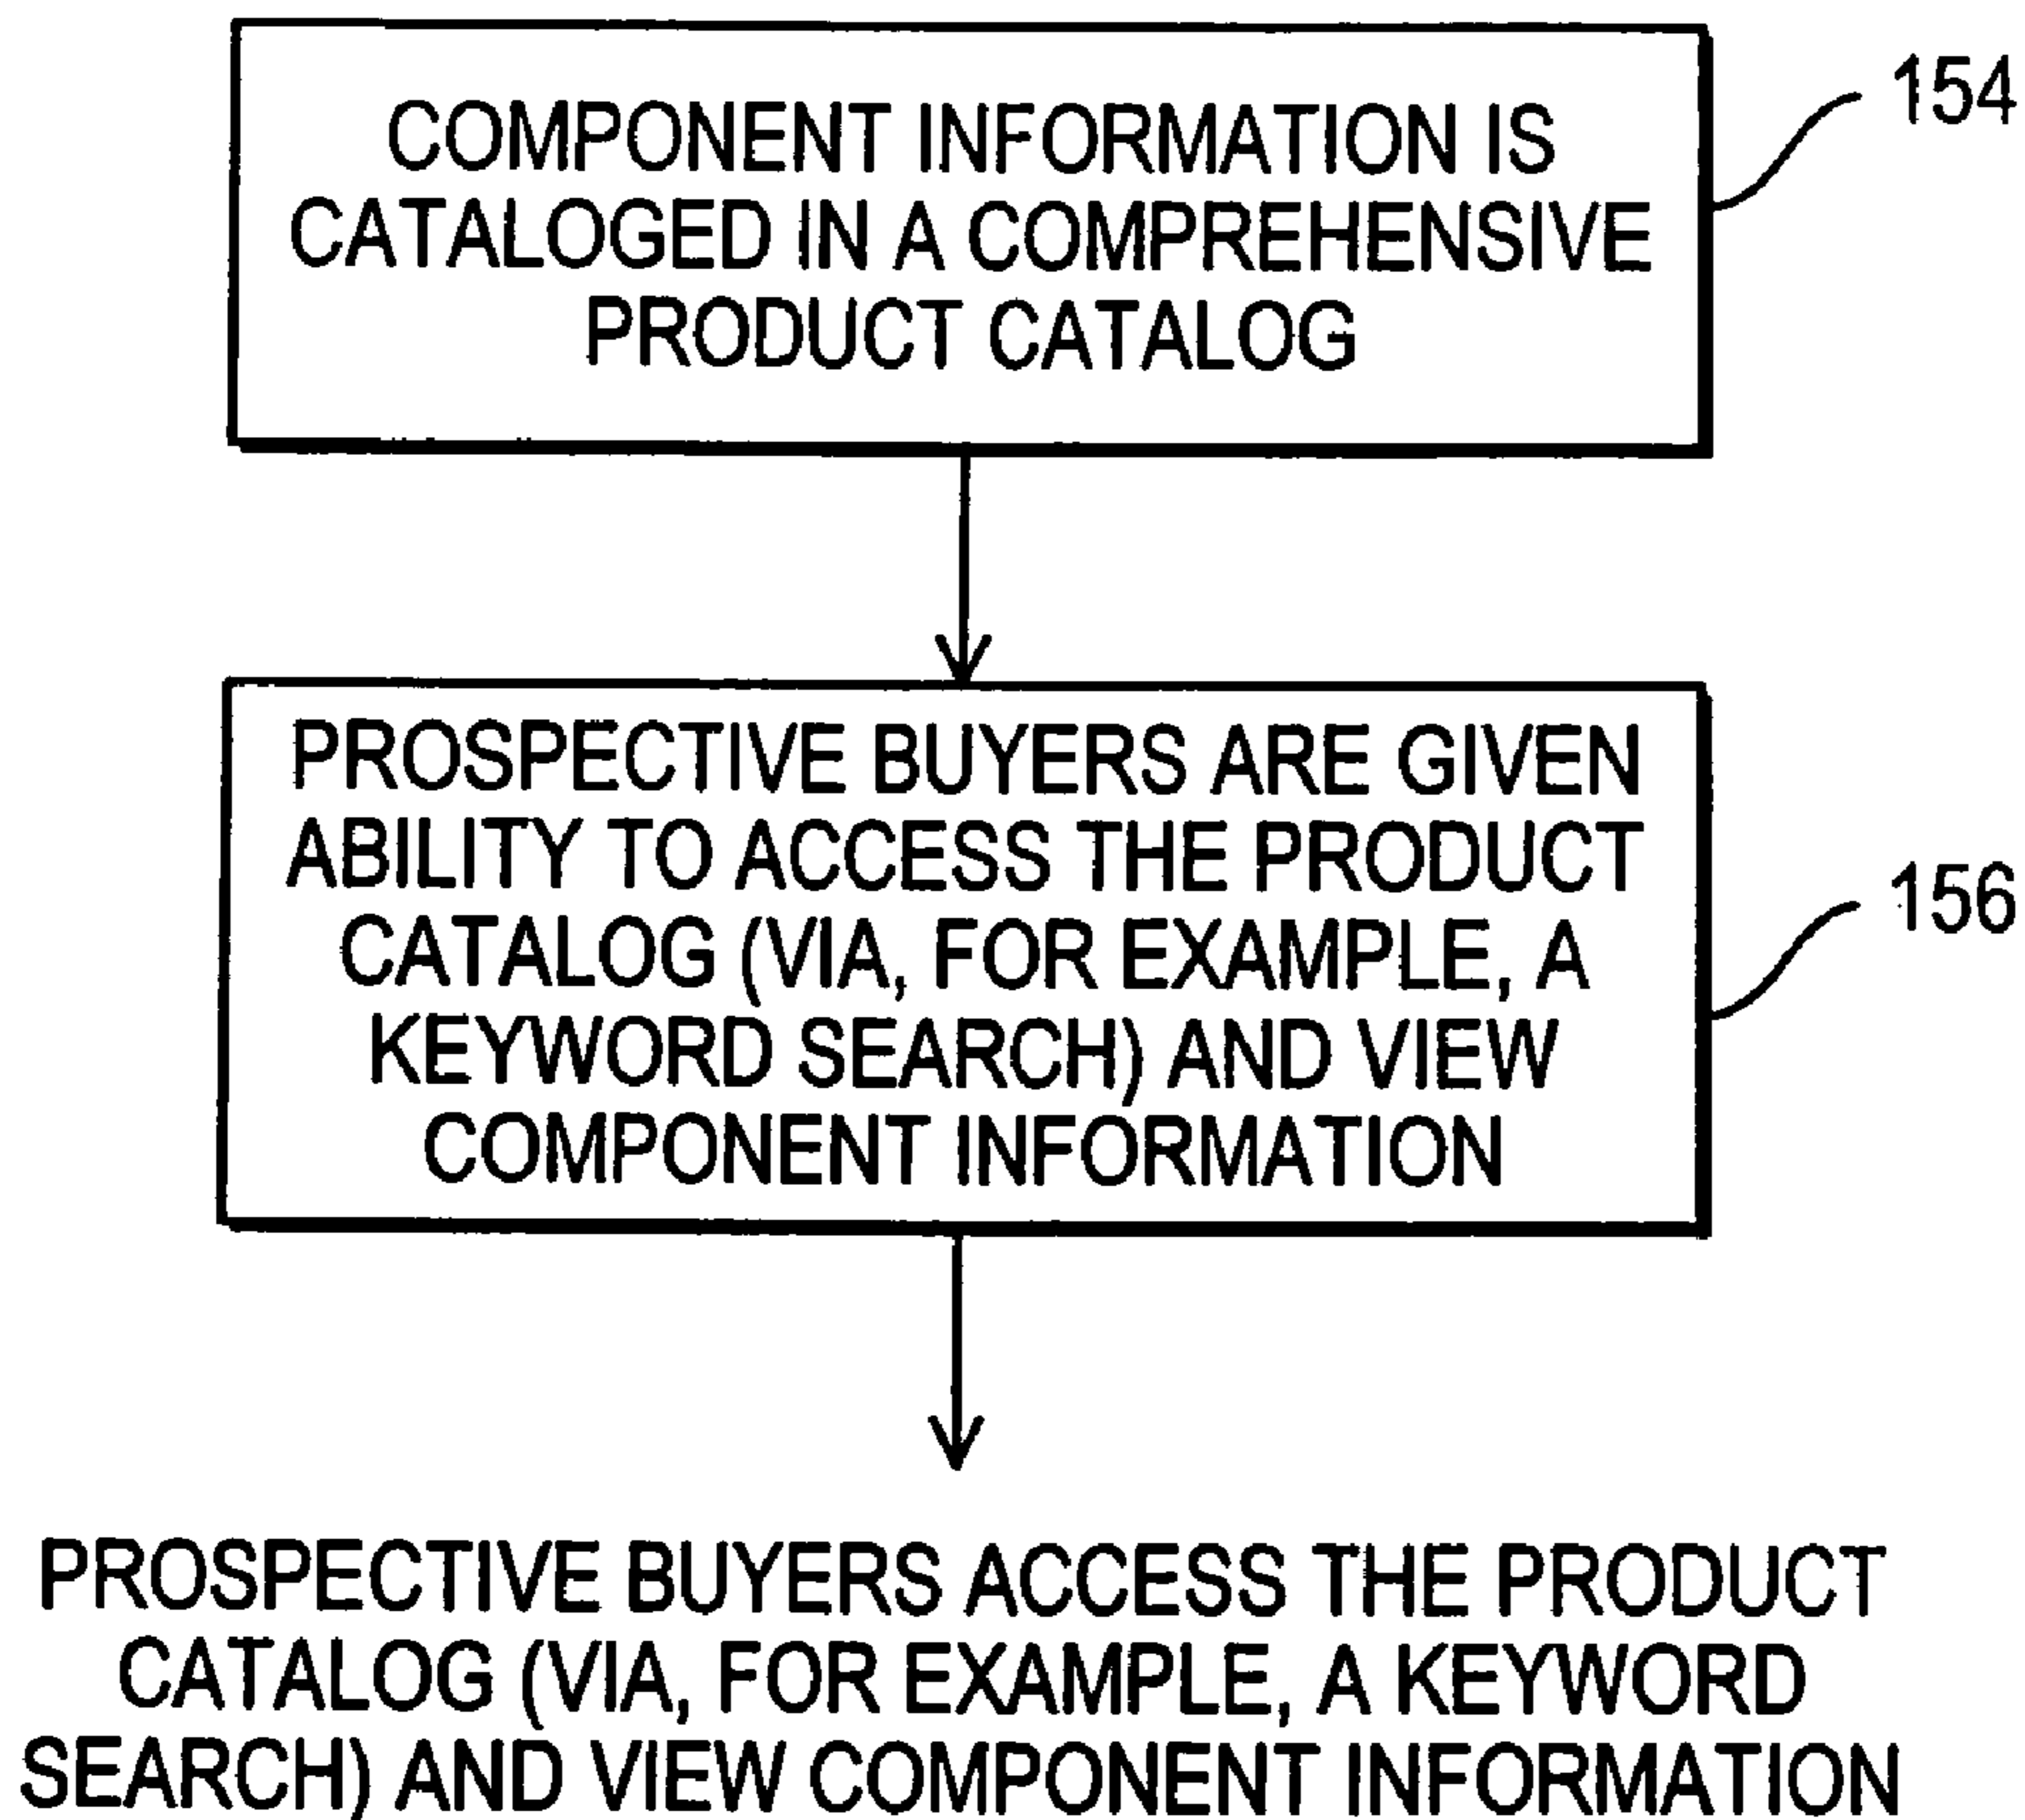 COMPONENT INFORMATION IS
CATALOGED IN A COMPREHENSIVE
PRODUCT CATALOG
154
PROSPECTIVE BUYERS ARE GIVEN
ABILITY TO ACCESS THE PRODUCT
CATALOG (VIA, FOR EXAMPLE, A
KEYWORD SEARCH) AND VIEW
COMPONENT INFORMATION
156
PROSPECTIVE BUYERS ACCESS THE PRODUCT
CATALOG (VIA, FOR EXAMPLE, A KEYWORD
SEARCH) AND VIEW COMPONENT INFORMATION